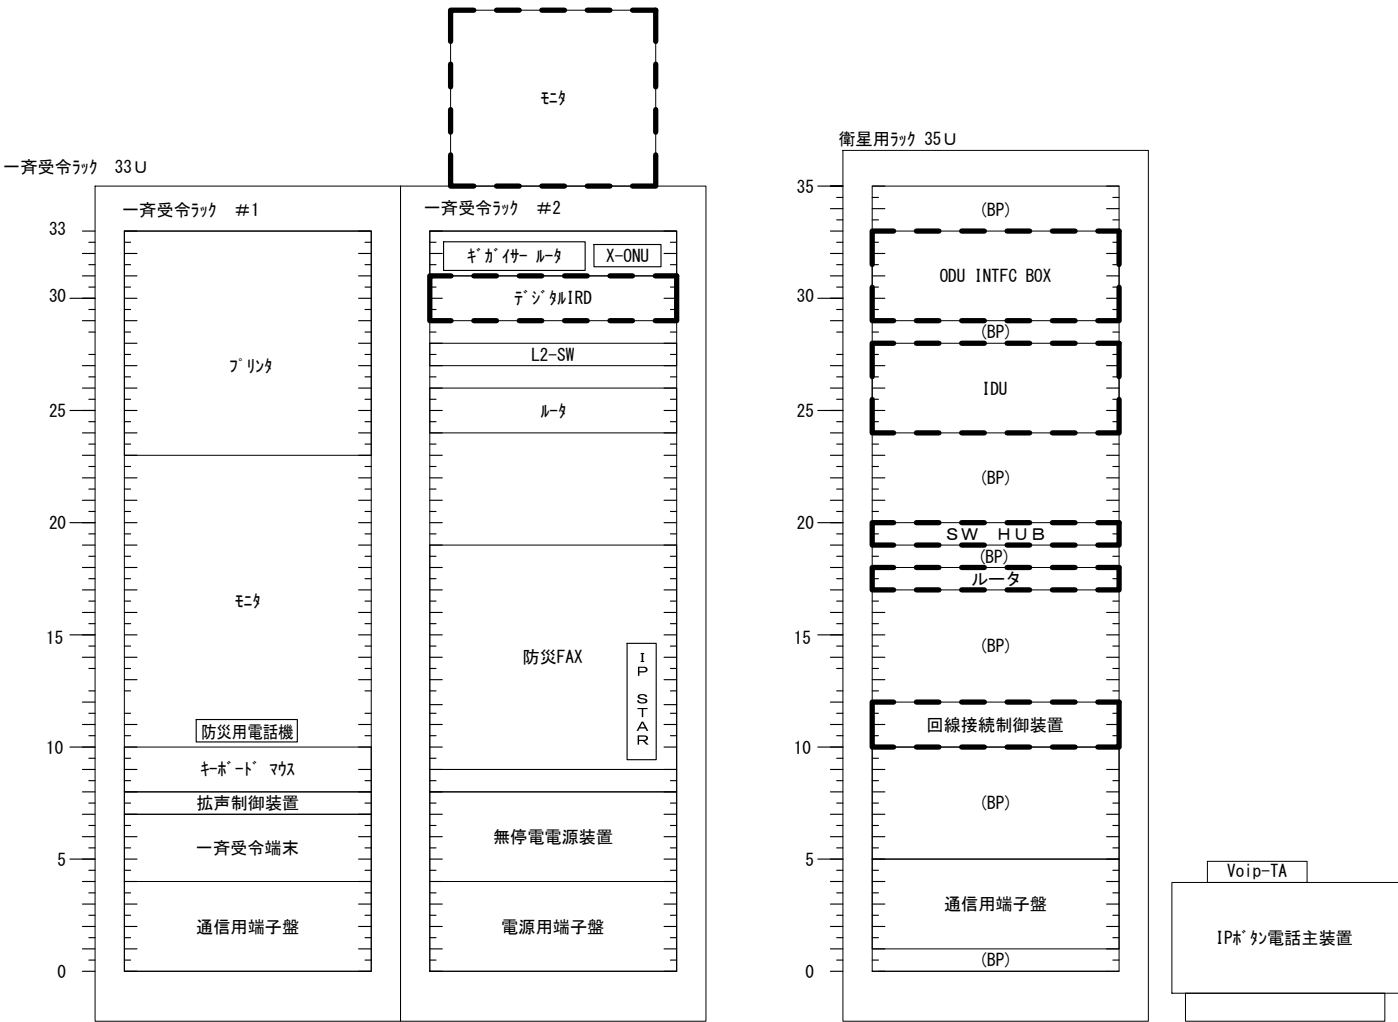 ﾓﾆﾀ
一斉受令ﾗｯｸ 33Ｕ
一斉受令ﾗｯｸ ＃1
33
30
25
20
15
10
5
0
ﾌﾟﾘﾝﾀ
ﾓﾆﾀ
防災用電話機
ｷｰﾎﾞｰﾄﾞ ﾏｳｽ
拡声制御装置
一斉受令端末
通信用端子盤
一斉受令ﾗｯｸ ＃2
ｷﾞｶﾞｲｻｰ ﾙｰﾀ
X-ONU
ﾃﾞｼﾞﾀﾙIRD
L2-SW
ﾙｰﾀ
防災FAX
IP STAR
無停電電源装置
電源用端子盤
衛星用ﾗｯｸ 35Ｕ
35
30
25
20
15
10
5
0
(BP)
ODU INTFC BOX
(BP)
IDU
(BP)
ＳＷ ＨＵＢ
(BP)
ルータ
(BP)
回線接続制御装置
(BP)
通信用端子盤
(BP)
Voip-TA
IPﾎﾞﾀﾝ電話主装置